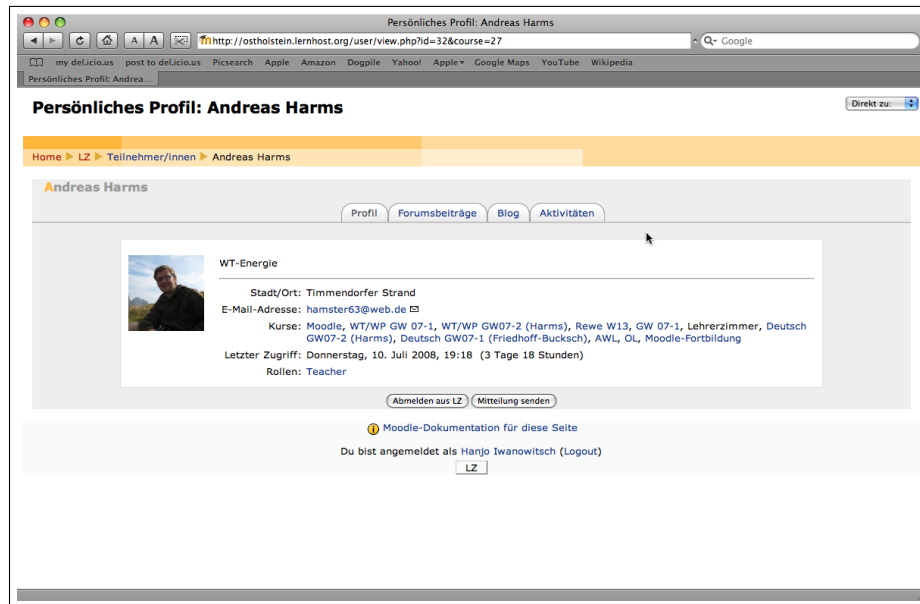 Persönliches Profil: Andreas Harms
A A http://ostholstein.lernhost.org/user/view.php?id=32&course=27 Q Google
my del.icio.us post to del.icio.us Picsearch Apple Amazon Dogpile Yahoo! Apple Google Maps YouTube Wikipedia
Persönliches Profil: Andrea...
Persönliches Profil: Andreas Harms
Direkt zu:
Home LZ Teilnehmer/innen Andreas Harms
Andreas Harms
Profil Forumsbeiträge Blog Aktivitäten
WT-Energie
Stadt/Ort: Timmendorfer Strand
E-Mail-Adresse: hamster63@web.de
Kurse: Moodle, WT/WP GW 07-1, WT/WP GW07-2 (Harms), Rewe W13, GW 07-1, Lehrerzimmer, Deutsch
GW07-2 (Harms), Deutsch GW07-1 (Friedhoff-Bucksch), AWL, OL, Moodle-Fortbildung
Letzter Zugriff: Donnerstag, 10. Juli 2008, 19:18 (3 Tage 18 Stunden)
Rollen: Teacher
Abmelden aus LZ Mitteilung senden
Moodle-Dokumentation für diese Seite
Du bist angemeldet als Hanjo Iwanowitsch (Logout)
LZ